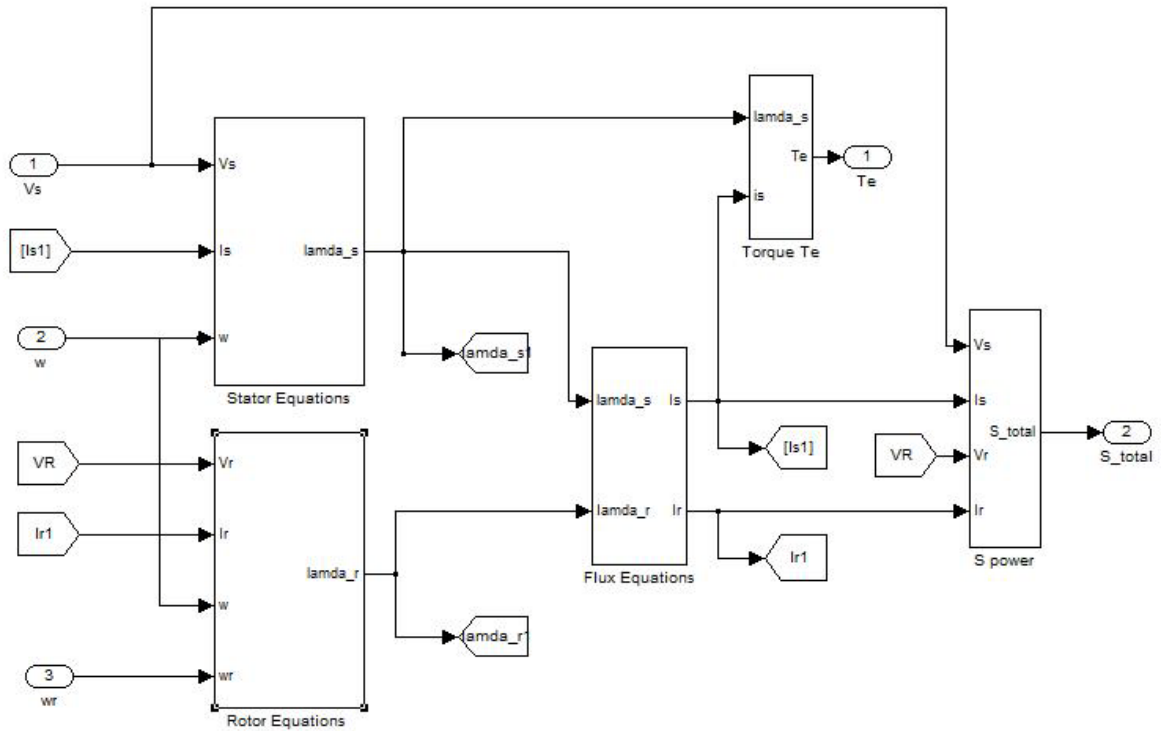 1
Vs
[Is1]
2
w
Vs
Is
w
lamda_s
Stator Equations
VR
Ir1
3
wr
Vr
Ir
w
wr
lamda_r
Rotor Equations
lamda_s1
lamda_r1
lamda_s
lamda_r
Is
Ir
Flux Equations
lamda_s
is
Te
Torque Te
1
Te
[Is1]
Ir1
VR
Vs
Is
Vr
Ir
S_total
S power
2
S_total